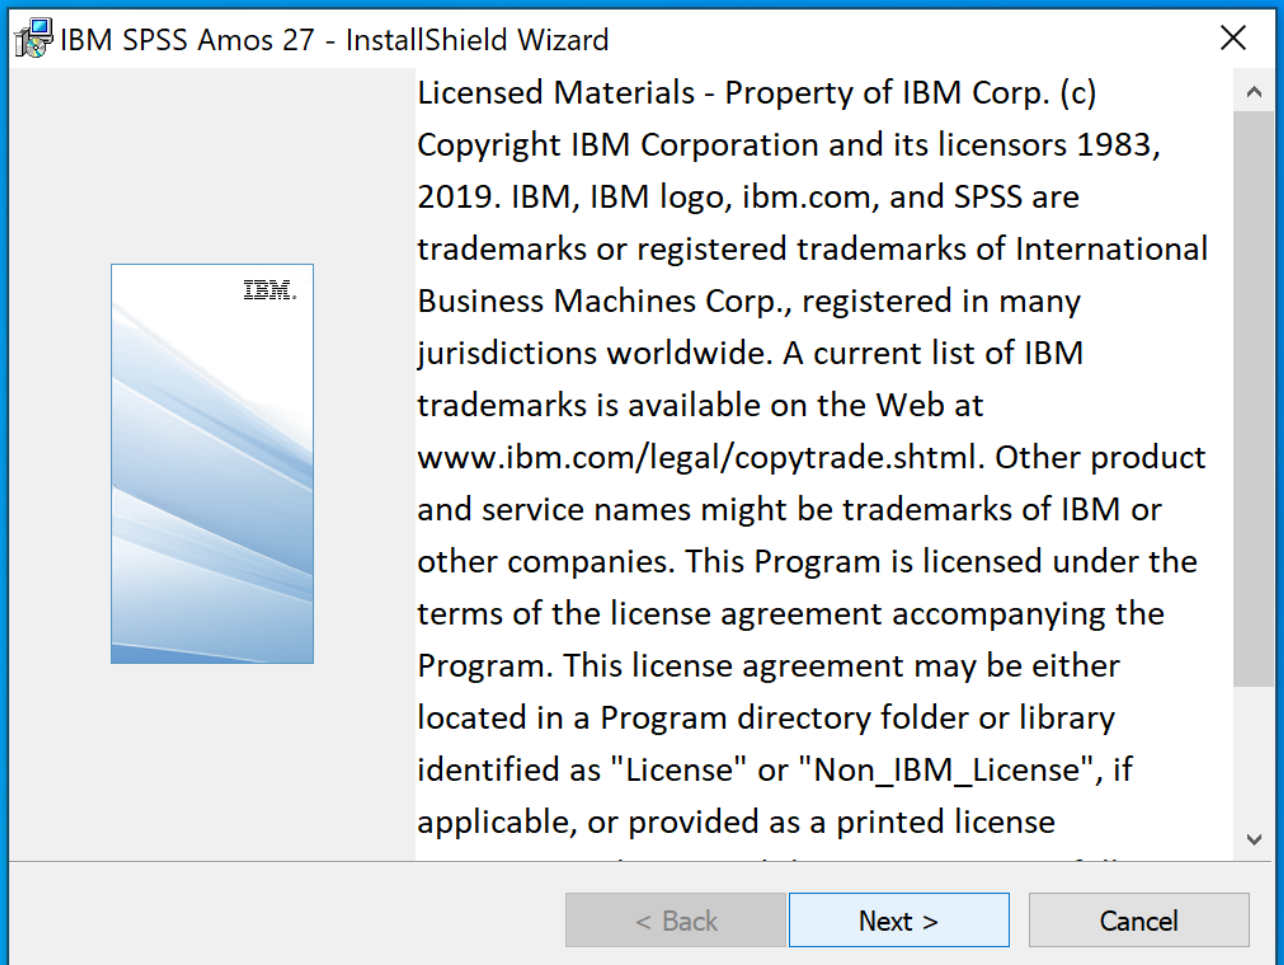 IBM SPSS Amos 27 - InstallShield Wizard
IBM.
Licensed Materials - Property of IBM Corp. (c)
Copyright IBM Corporation and its licensors 1983,
2019. IBM, IBM logo, ibm.com, and SPSS are
trademarks or registered trademarks of International
Business Machines Corp., registered in many
jurisdictions worldwide. A current list of IBM
trademarks is available on the Web at
www.ibm.com/legal/copytrade.shtml. Other product
and service names might be trademarks of IBM or
other companies. This Program is licensed under the
terms of the license agreement accompanying the
Program. This license agreement may be either
located in a Program directory folder or library
identified as "License" or "Non_IBM_License", if
applicable, or provided as a printed license
< Back
Next >
Cancel